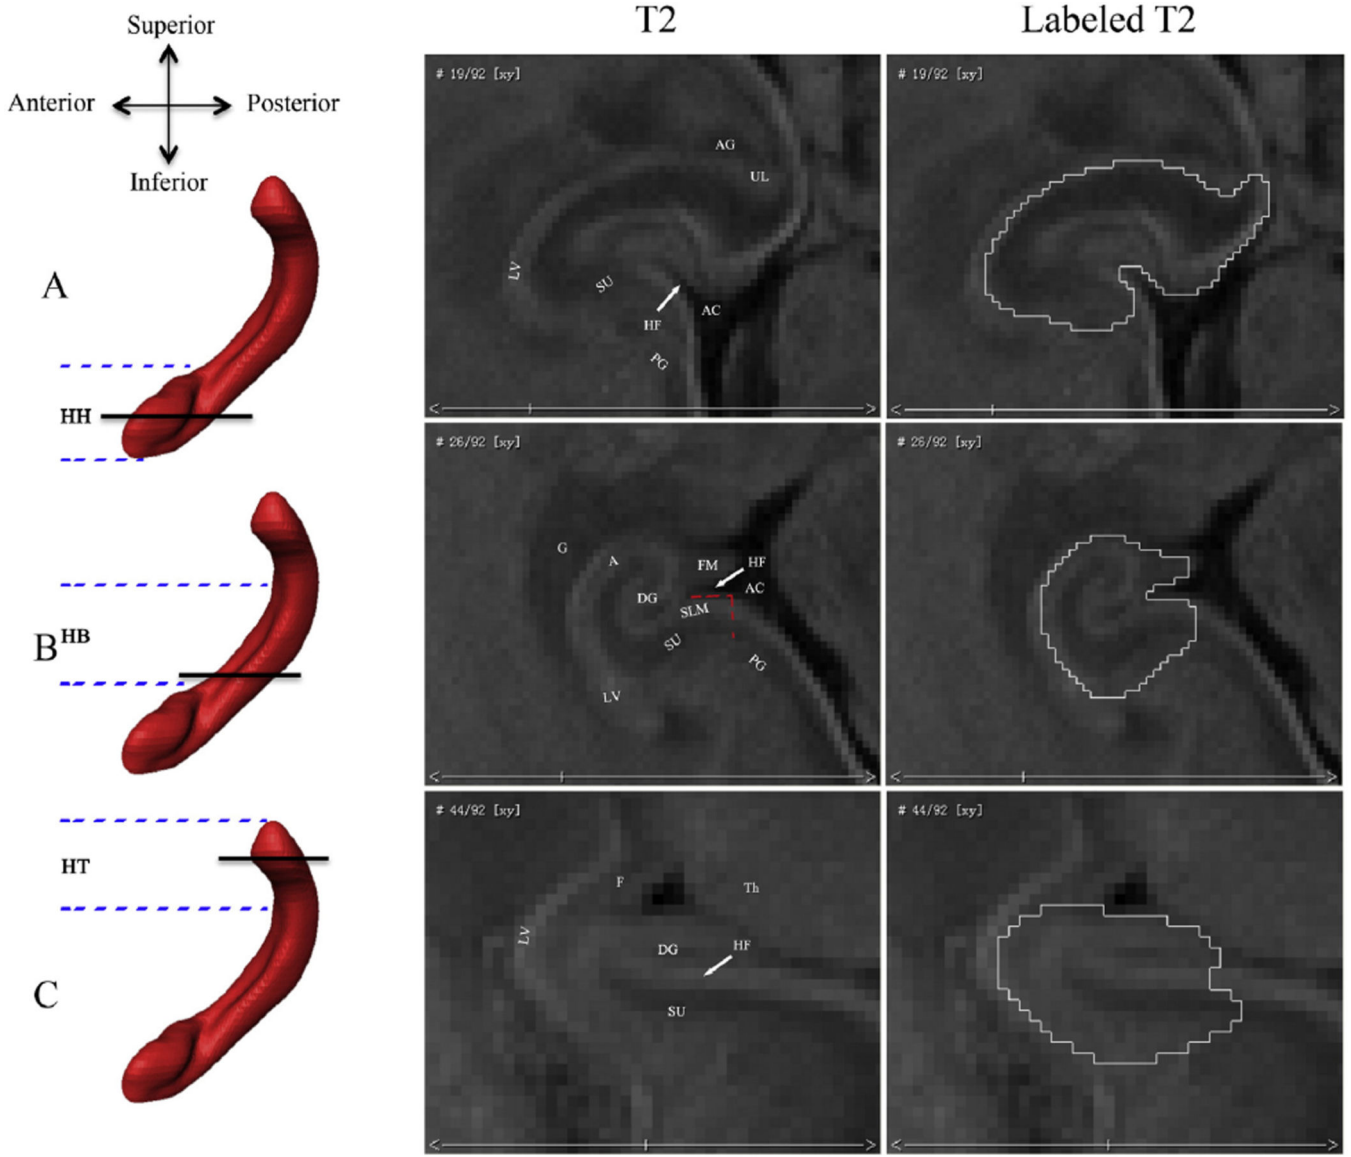 T2
Labeled T2
Superior
Anterior
Posterior
Inferior
A
HH
# 19/92 [xy]
AG
UL
LV
SU
HF
AC
PG
# 19/92 [xy]
B
HB
# 26/92 [xy]
G
A
FM
HF
DG
AC
SLM
SU
PG
LV
# 26/92 [xy]
HT
C
# 44/92 [xy]
F
Th
LV
DG
HF
SU
# 44/92 [xy]